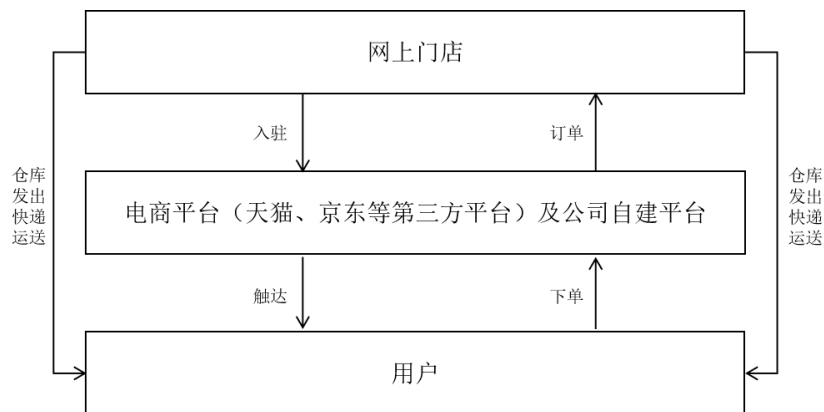 网上门店
入驻
订单
仓库
发出
快递
运送
仓库
发出
快递
运送
电商平台（天猫、京东等第三方平台）及公司自建平台
触达
下单
用户